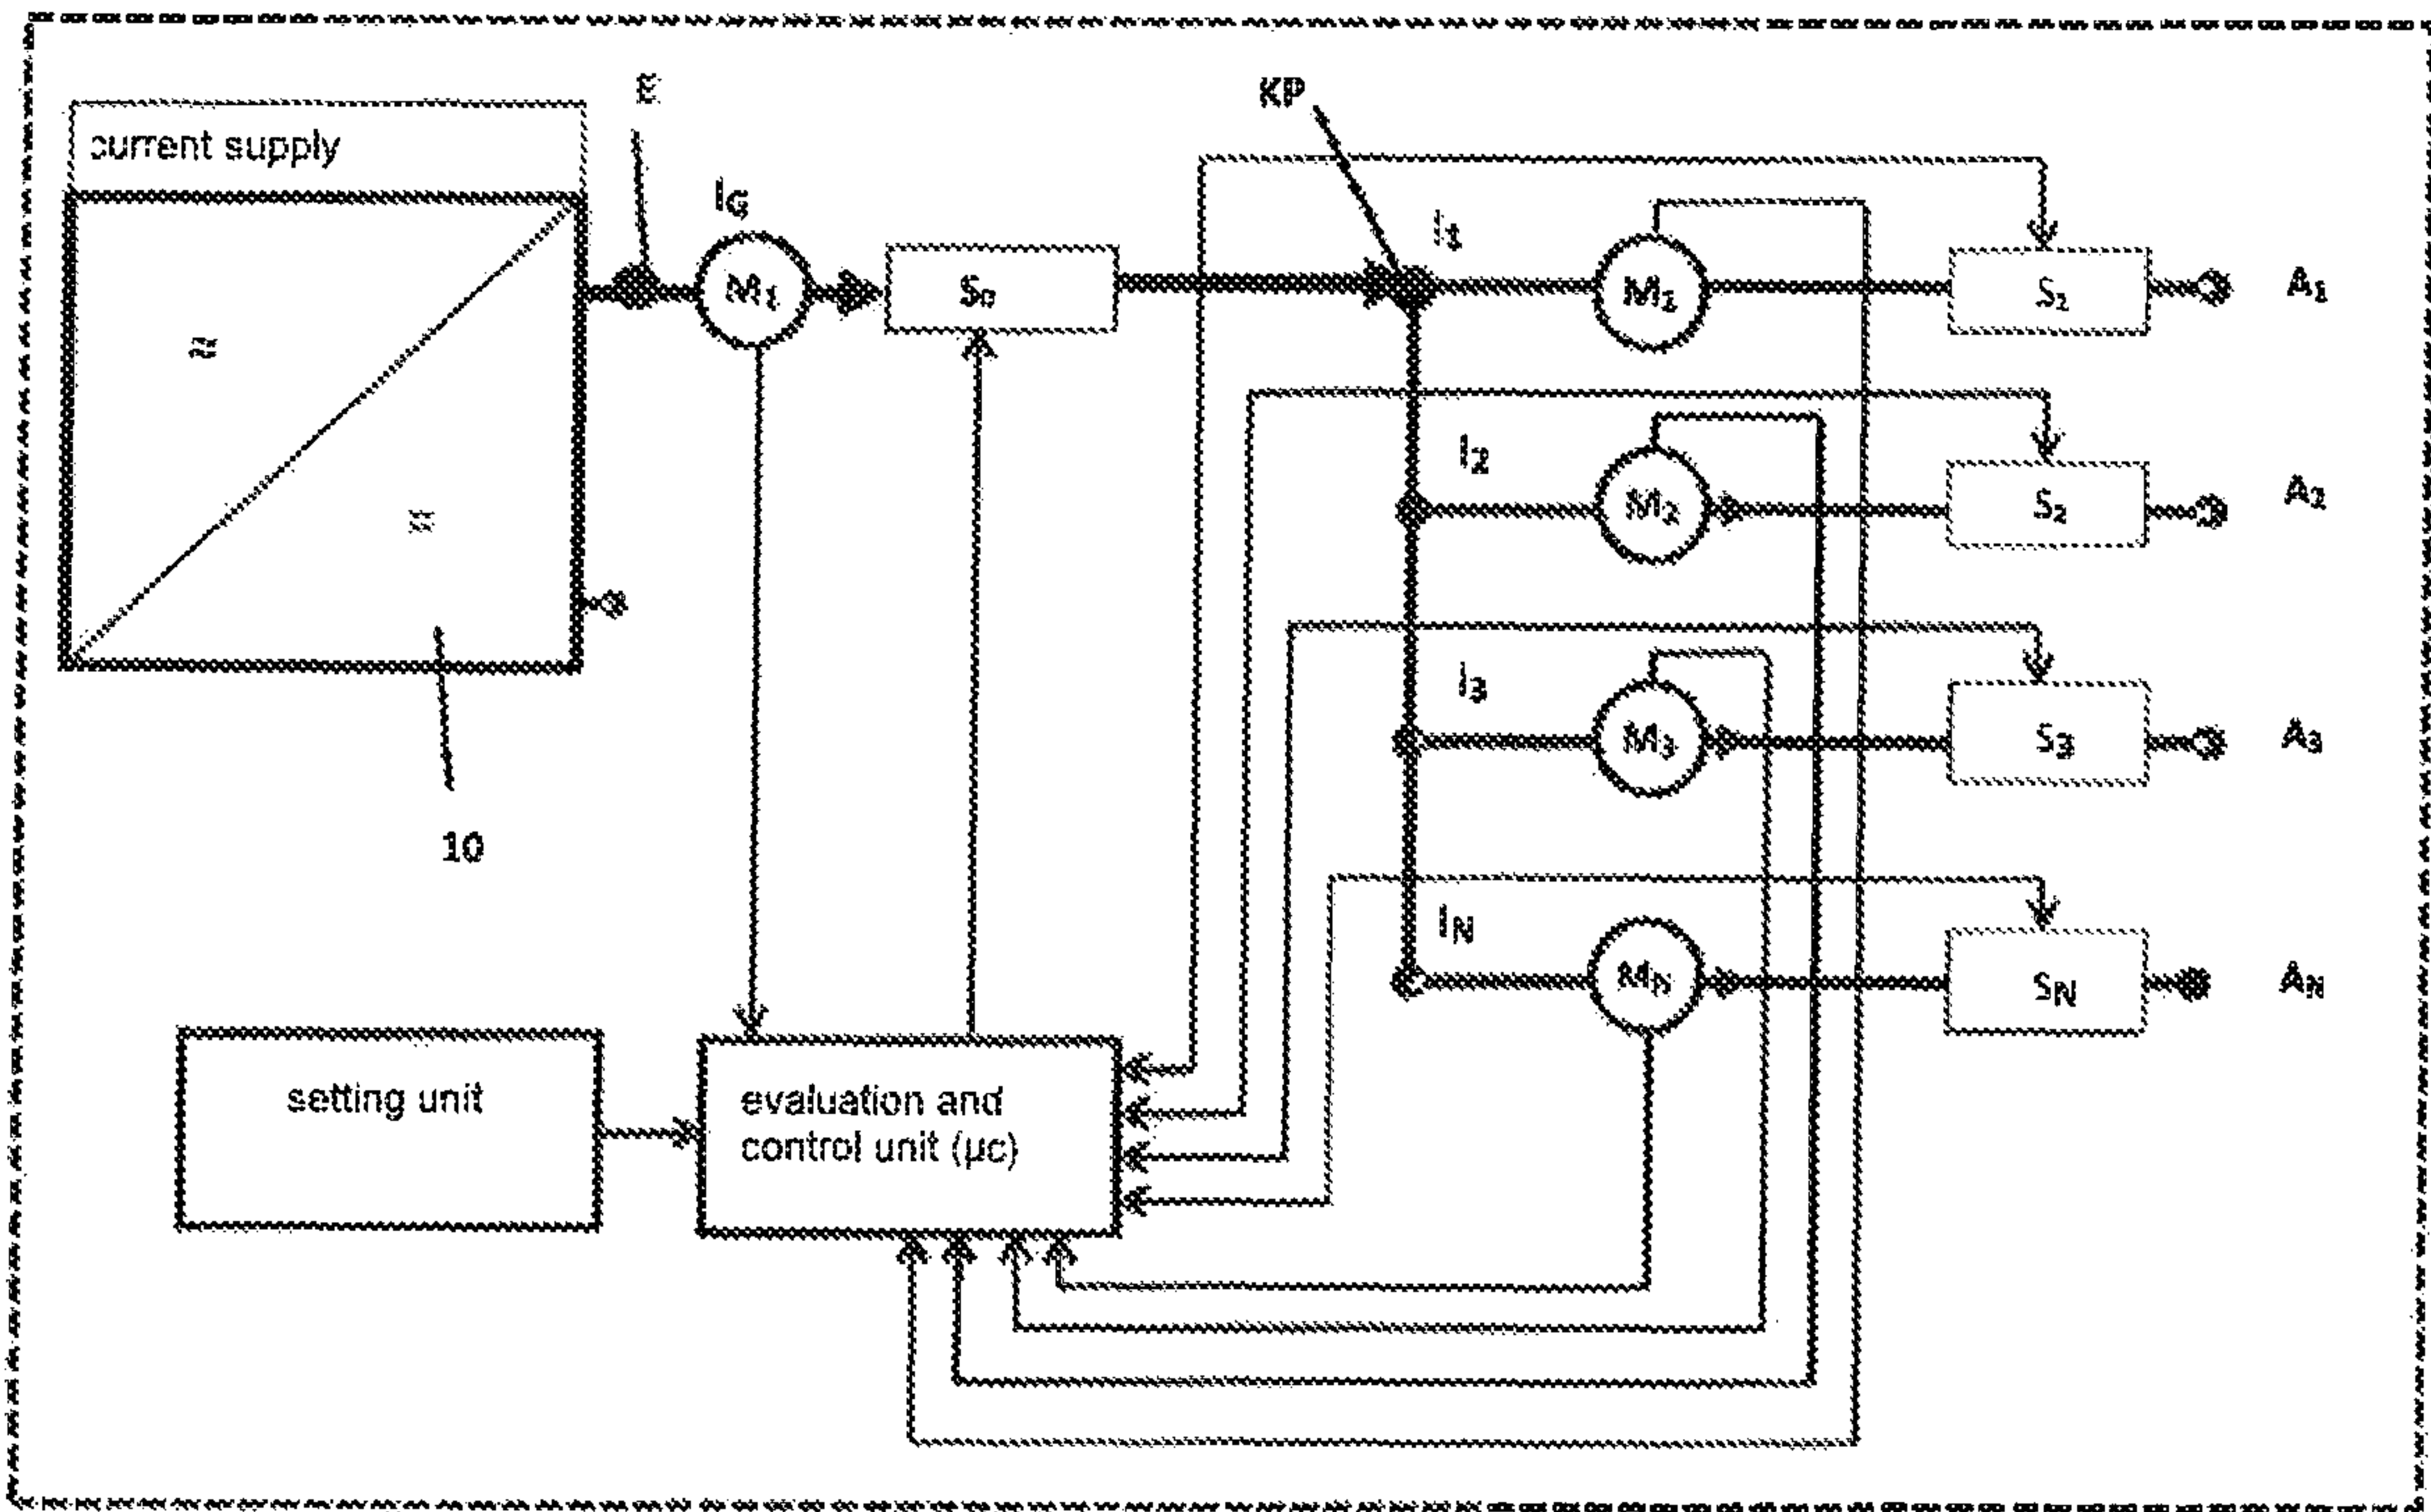 E
KP
current supply
IG
I1
M1
S0
M1
S1
A1
≈
I2
M2
S2
A2
=
I3
M3
S3
A3
10
IN
MN
SN
AN
setting unit
evaluation and
control unit (µc)